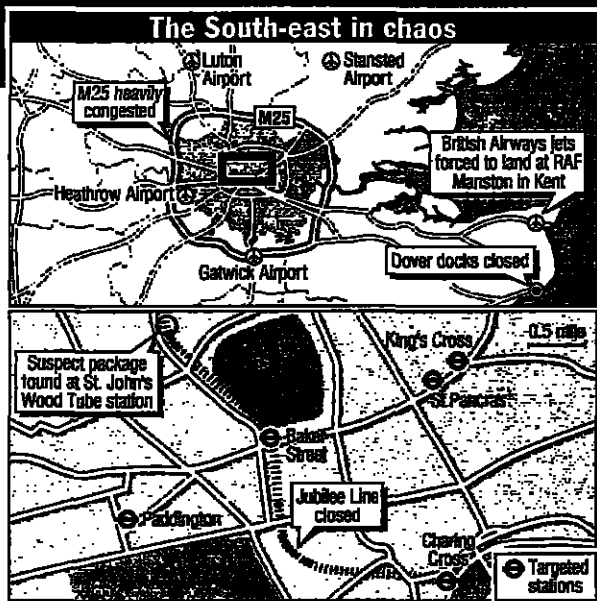 The South-east in chaos
Luton
Airport
Stansted
Airport
M25 heavily
congested
M25
British Airways jets
forced to land at RAF
Manston in Kent
Heathrow Airport
Gatwick Airport
Dover docks closed
King's Cross
0.5 mile
Suspect package
found at St. John's
Wood Tube station
St Pancras
Baker
Street
Jubilee Line
closed
Paddington
Charing
Cross
Targeted
stations